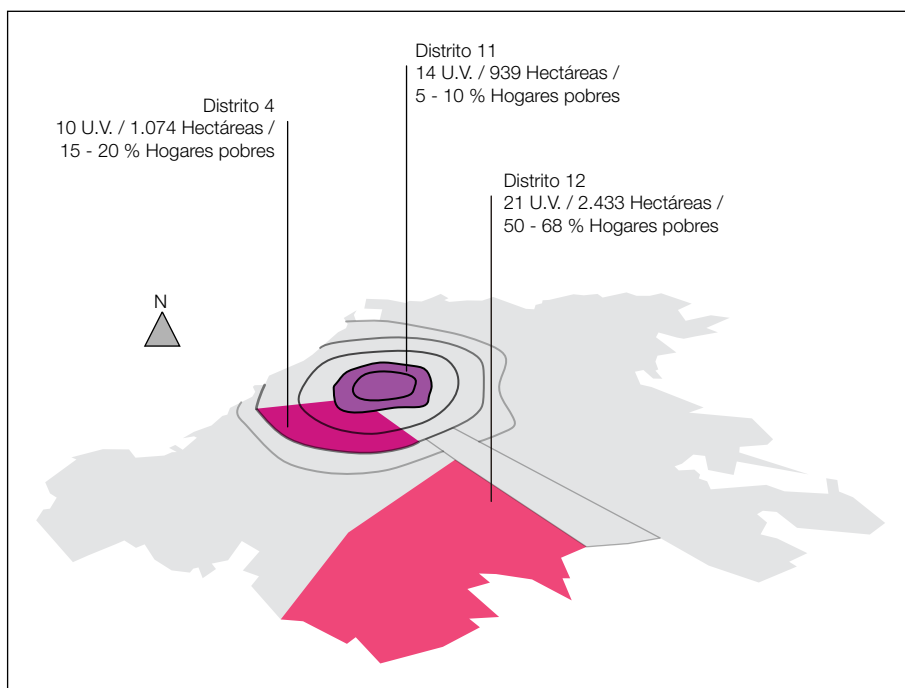 Distrito 11
14 U.V. / 939 Hectáreas /
5 - 10 % Hogares pobres
Distrito 4
10 U.V. / 1.074 Hectáreas /
15 - 20 % Hogares pobres
Distrito 12
21 U.V. / 2.433 Hectáreas /
50 - 68 % Hogares pobres
N